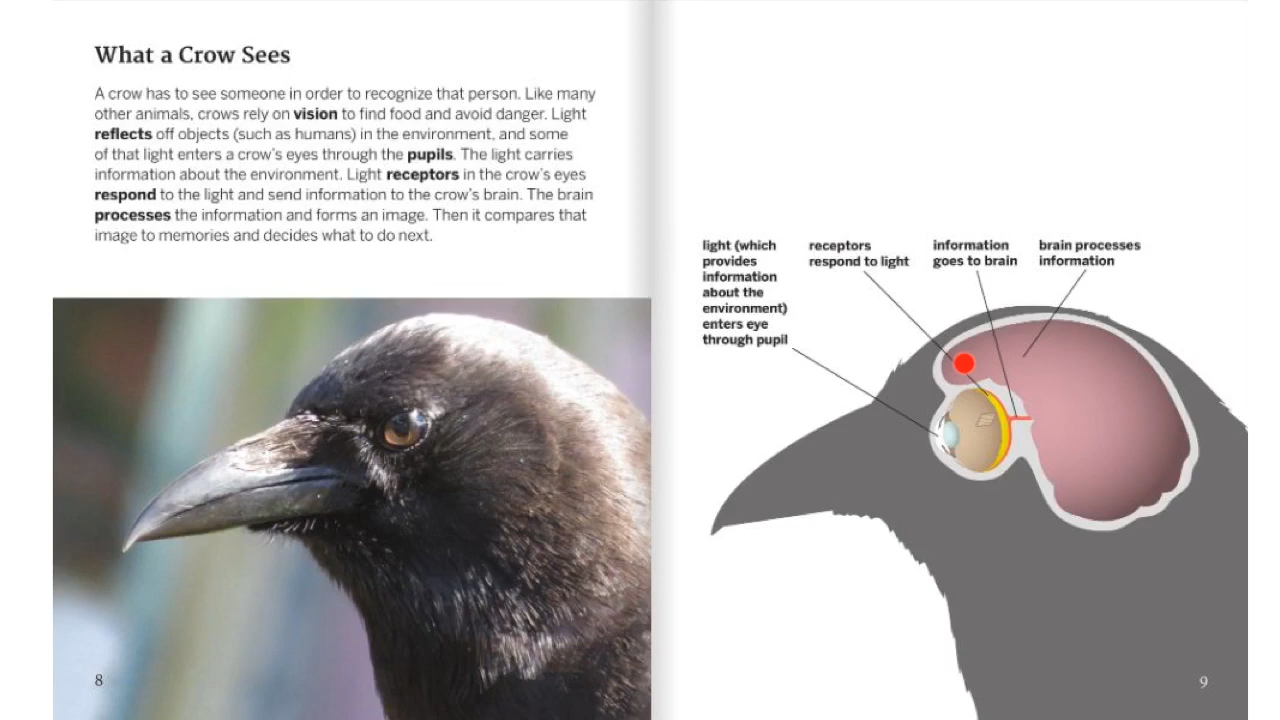 What a Crow Sees
A crow has to see someone in order to recognize that person. Like many
other animals, crows rely on vision to find food and avoid danger. Light
reflects off objects (such as humans) in the environment, and some
of that light enters a crow's eyes through the pupils. The light carries
information about the environment. Light receptors in the crow's eyes
respond to the light and send information to the crow's brain. The brain
processes the information and forms an image. Then it compares that
image to memories and decides what to do next.
8
light (which
provides
information
about the
environment)
enters eye
through pupil
receptors
respond to light
information
goes to brain
brain processes
information
9